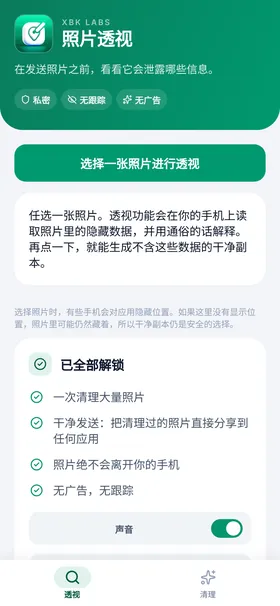 XBK LABS
照片透视
在发送照片之前，看看它会泄露哪些信息。
私密
无跟踪
无广告
选择一张照片进行透视
任选一张照片。透视功能会在你的手机上读
取照片里的隐藏数据，并用通俗的话解释。
再点一下，就能生成不含这些数据的干净副
本。
选择照片时，有些手机会对应用隐藏位置。如果这里没有显示位
置，照片里可能仍然藏着，所以干净副本仍是安全的选择。
已全部解锁
一次清理大量照片
干净发送：把清理过的照片直接分享到
任何应用
照片绝不会离开你的手机
无广告，无跟踪
声音
透视
清理